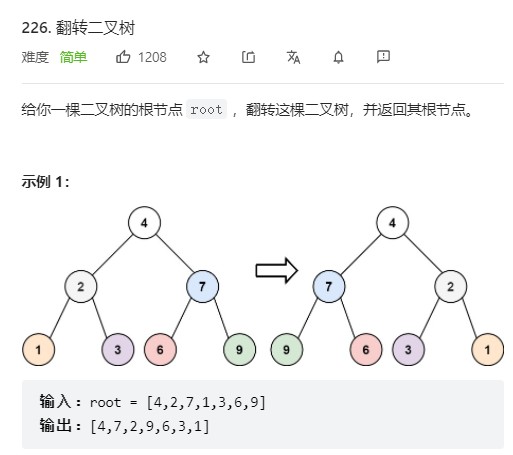 226. 翻转二叉树
难度 简单 1208
给你一棵二叉树的根节点 root ，翻转这棵二叉树，并返回其根节点。
示例 1：
4 4
2 7 7 2
1 3 6 9 9 6 3 1
输入：root = [4,2,7,1,3,6,9]
输出：[4,7,2,9,6,3,1]